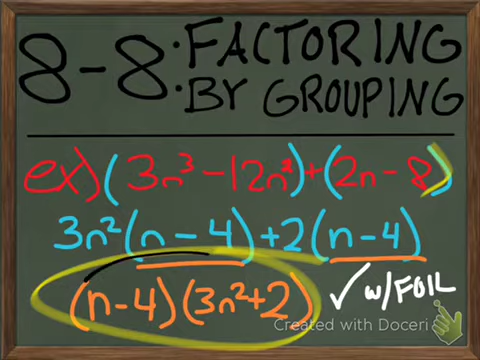 8-8 · FACTORING
· BY GROUPING
ex) (3n³ - 12n²) + (2n - 8)
3n²(n - 4) + 2(n - 4)
(n - 4)(3n² + 2) ✓ w/ FOIL
Created with Doceri